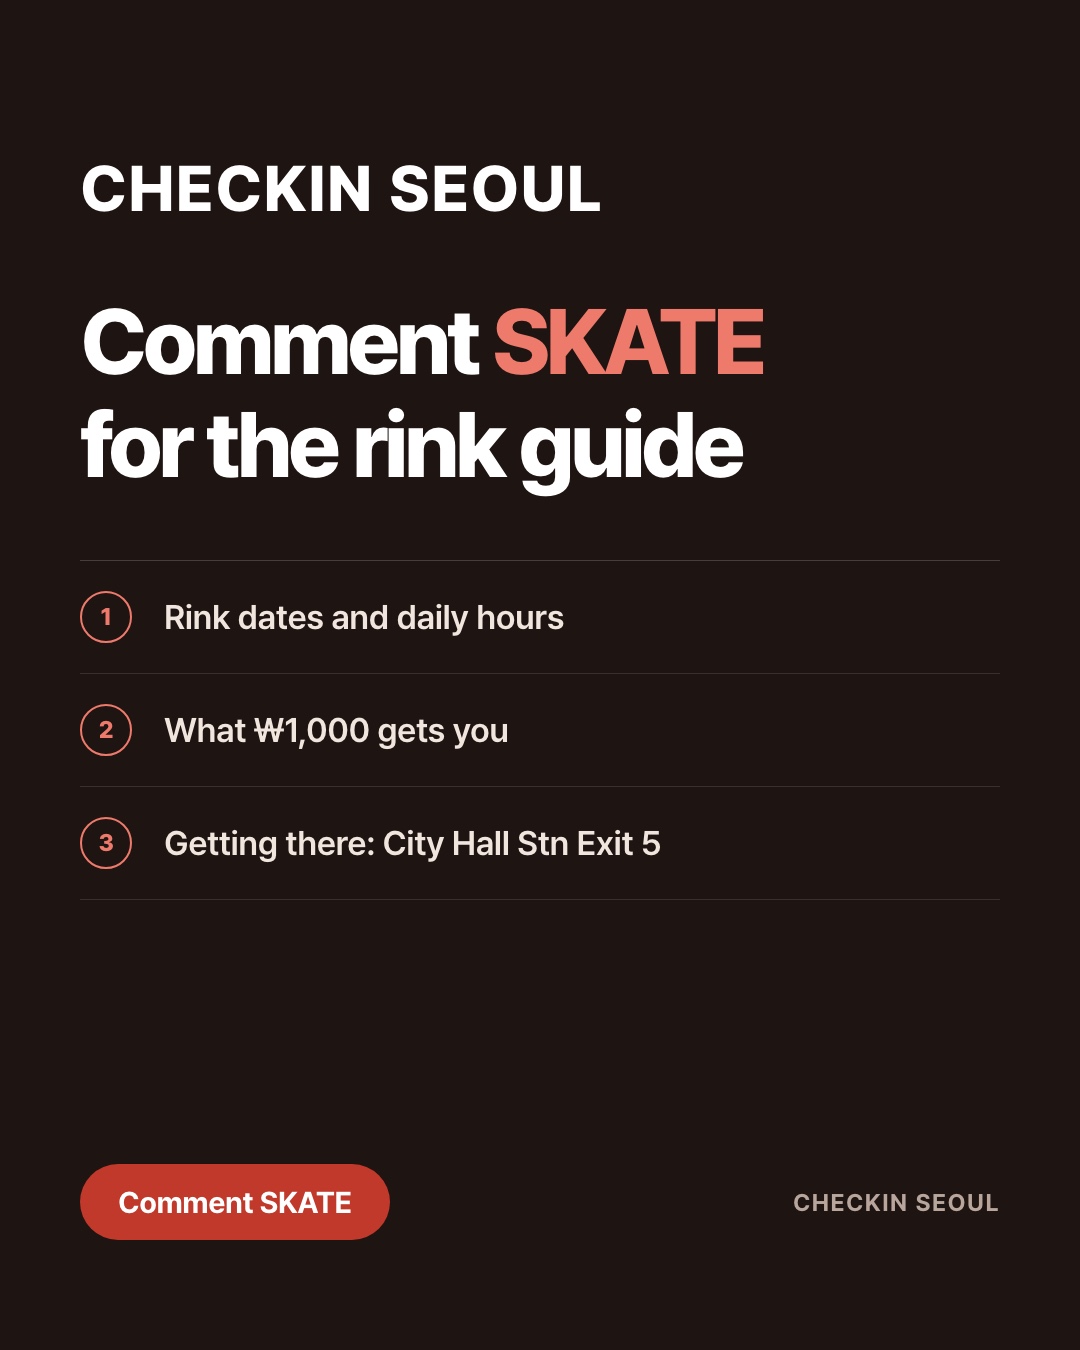 CHECKIN SEOUL
Comment SKATE
for the rink guide
1 Rink dates and daily hours
2 What ₩1,000 gets you
3 Getting there: City Hall Stn Exit 5
Comment SKATE
CHECKIN SEOUL